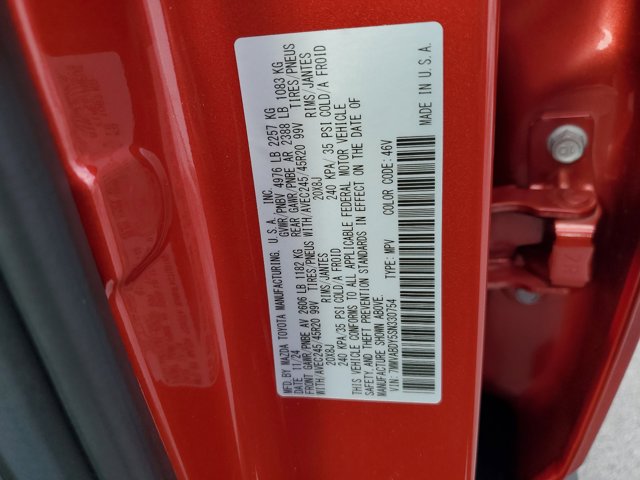 MFD. BY MAZDA TOYOTA MANUFACTURING, U.S.A. INC.
DATE 11/24 GVWR/PNBV 4976 LB 2257 KG
FRONT GAWR/PNBE AV 2606 LB 1182 KG REAR GAWR/PNBE AR 2388 LB 1083 KG
WITH AVEC245/45R20 99V TIRES/PNEUS WITH AVEC245/45R20 99V TIRES/PNEUS
20X8J RIMS/JANTES 20X8J RIMS/JANTES
240 KPA/35 PSI COLD/A FROID 240 KPA/35 PSI COLD/A FROID
THIS VEHICLE CONFORMS TO ALL APPLICABLE FEDERAL MOTOR VEHICLE
SAFETY, AND THEFT PREVENTION STANDARDS IN EFFECT ON THE DATE OF
MANUFACTURE SHOWN ABOVE.
VIN: TYPE: MPV COLOR CODE: 46V
MADE IN U.S.A.